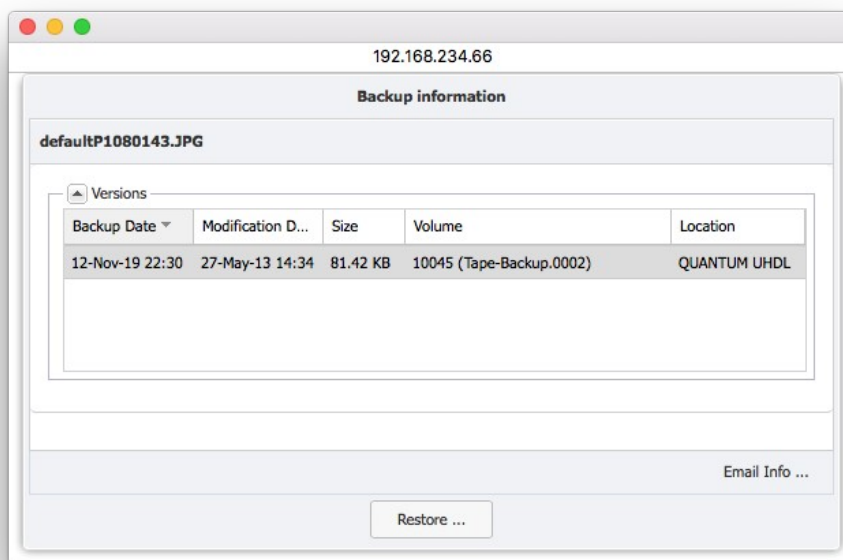 192.168.234.66
Backup information
defaultP1080143.JPG
Versions
Backup Date Modification D... Size Volume Location
12-Nov-19 22:30 27-May-13 14:34 81.42 KB 10045 (Tape-Backup.0002) QUANTUM UHDL
Email Info ...
Restore ...